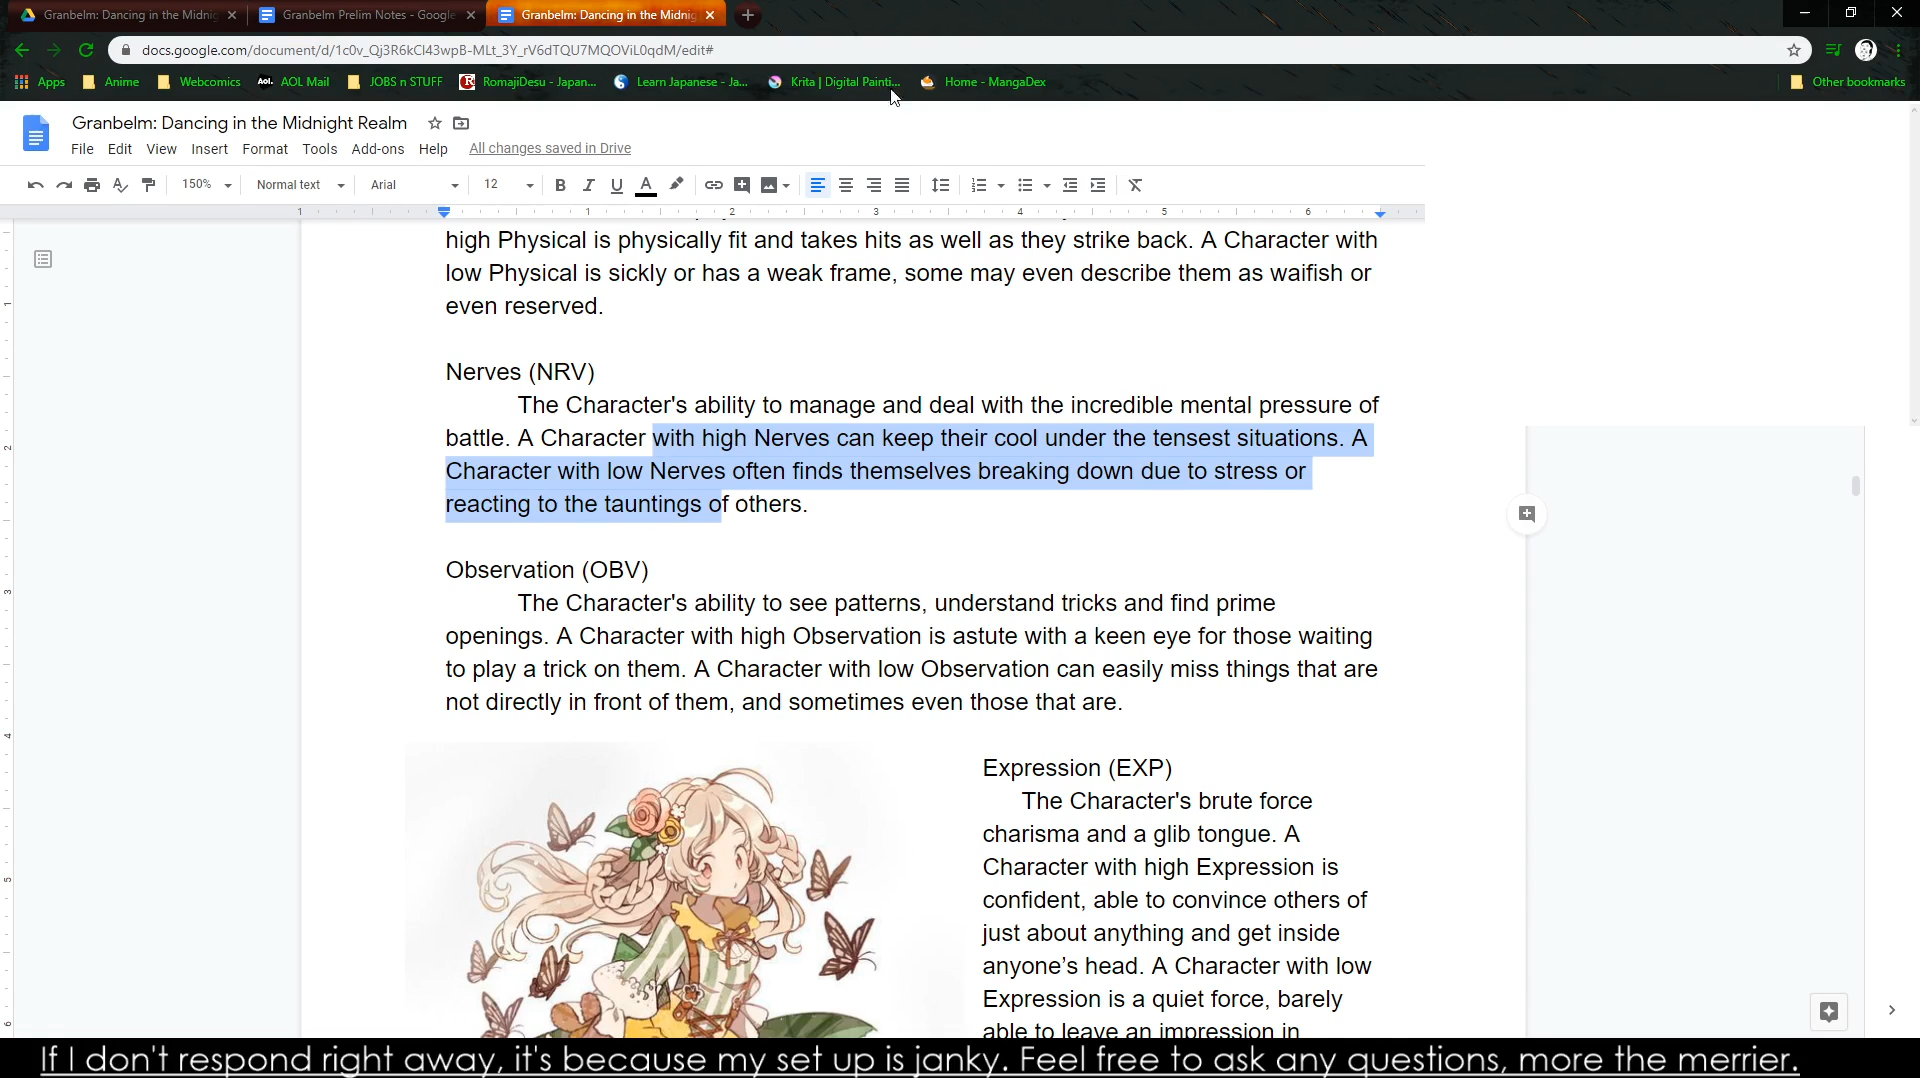 Granbelm: Dancing in the Midnig
Granbelm Prelim Notes - Google
Granbelm: Dancing in the Midnig
docs.google.com/document/d/1c0v_Qj3R6kCl43wpB-MLt_3Y_rV6dTQU7MQOViL0qdM/edit#
Apps Anime Webcomics AOL Mail JOBS n STUFF RomajiDesu - Japan... Learn Japanese - Ja... Krita | Digital Painti... Home - MangaDex Other bookmarks
Granbelm: Dancing in the Midnight Realm
File Edit View Insert Format Tools Add-ons Help All changes saved in Drive
150% Normal text Arial 12 B I U A
1 1 2 3 4 5 6
high Physical is physically fit and takes hits as well as they strike back. A Character with
low Physical is sickly or has a weak frame, some may even describe them as waifish or
even reserved.
Nerves (NRV)
The Character's ability to manage and deal with the incredible mental pressure of
battle. A Character with high Nerves can keep their cool under the tensest situations. A
Character with low Nerves often finds themselves breaking down due to stress or
reacting to the tauntings of others.
Observation (OBV)
The Character's ability to see patterns, understand tricks and find prime
openings. A Character with high Observation is astute with a keen eye for those waiting
to play a trick on them. A Character with low Observation can easily miss things that are
not directly in front of them, and sometimes even those that are.
Expression (EXP)
The Character's brute force
charisma and a glib tongue. A
Character with high Expression is
confident, able to convince others of
just about anything and get inside
anyone’s head. A Character with low
Expression is a quiet force, barely
able to leave an impression in
If I don't respond right away, it's because my set up is janky. Feel free to ask any questions, more the merrier.